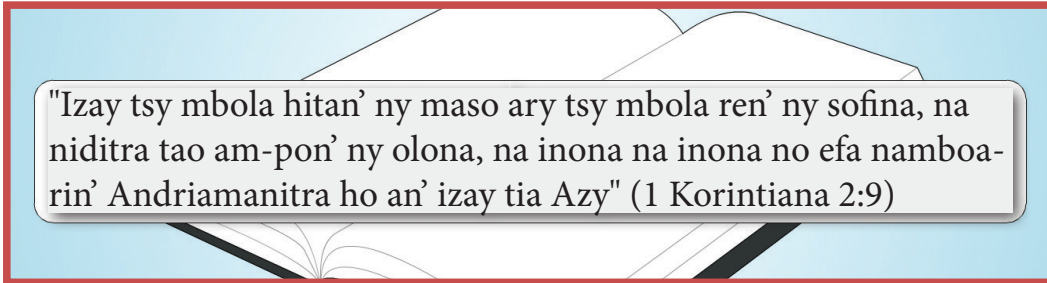 "Izay tsy mbola hitan’ ny maso ary tsy mbola ren’ ny sofina, na
niditra tao am-pon’ ny olona, na inona na inona no efa namboa-
rin’ Andriamanitra ho an’ izay tia Azy" (1 Korintiana 2:9)